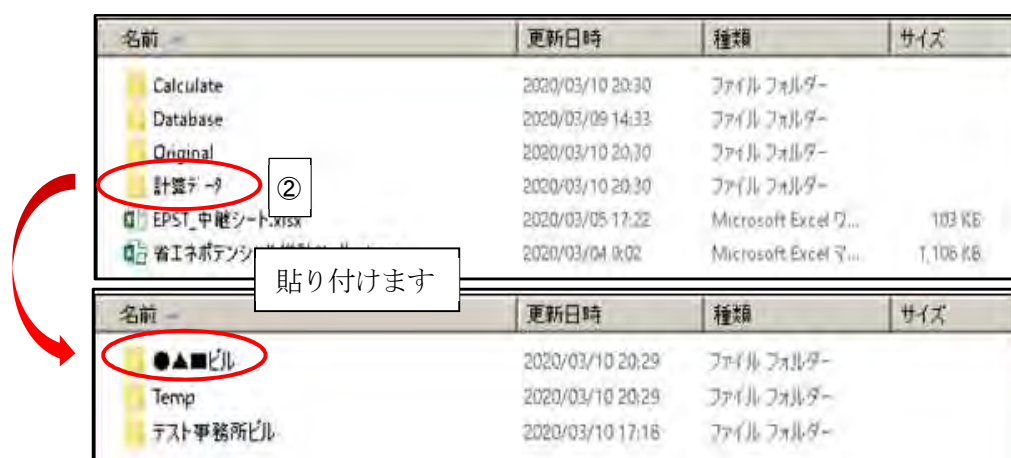 名前 更新日時 種類 サイズ
Calculate 2020/03/10 20:30 ファイル フォルダー
Database 2020/03/09 14:33 ファイル フォルダー
Original 2020/03/10 20:30 ファイル フォルダー
計算データ 2020/03/10 20:30 ファイル フォルダー
②
EPST_中継シート.xlsx 2020/03/05 17:22 Microsoft Excel ワ... 103 KB
省エネポテンシ 2020/03/04 0:02 Microsoft Excel マ... 1,106 KB
貼り付けます
名前 更新日時 種類 サイズ
●▲■ビル 2020/03/10 20:29 ファイル フォルダー
Temp 2020/03/10 20:29 ファイル フォルダー
テスト事務所ビル 2020/03/10 17:16 ファイル フォルダー